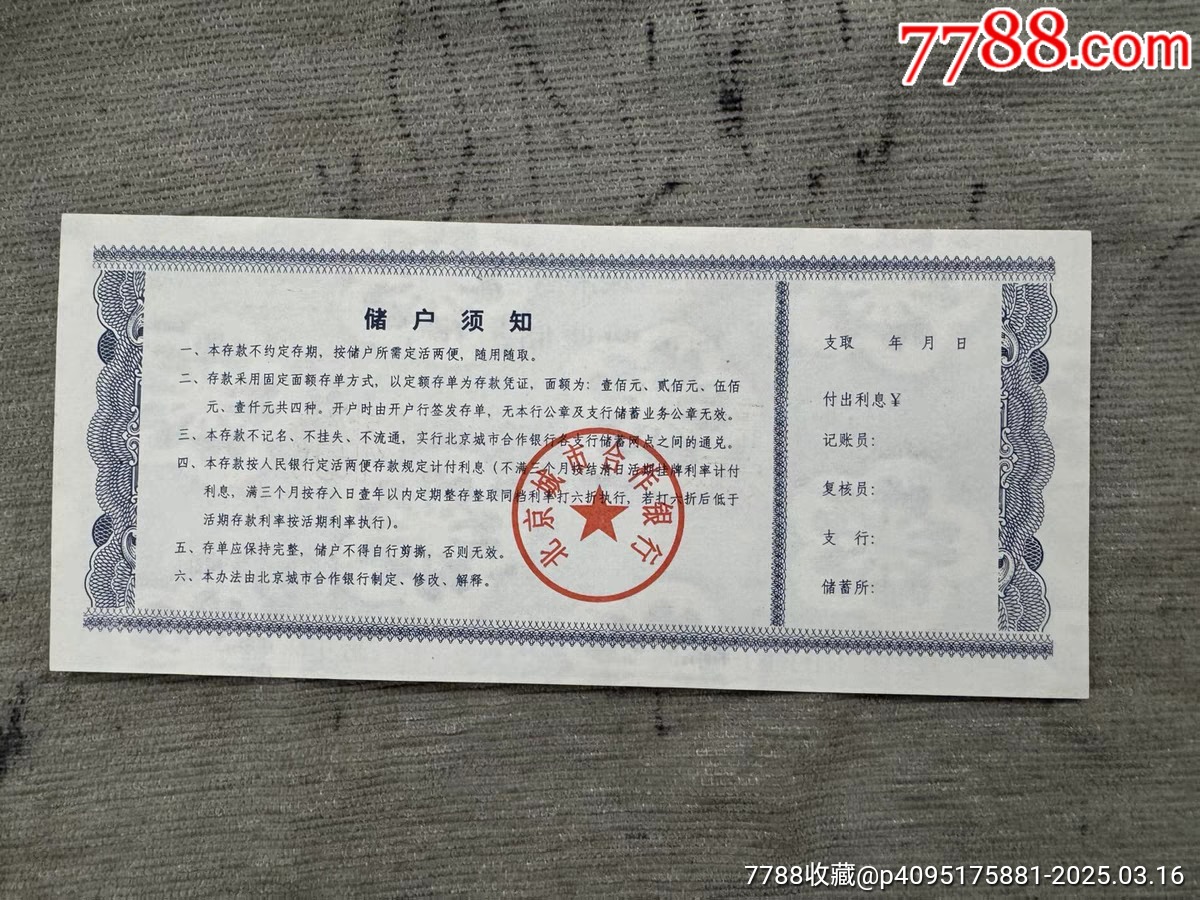 7788.com
储户须知
一、本存款不约定存期，按储户所需定活两便，随用随取。
二、存款采用固定面额存单方式，以定额存单为存款凭证，面额为：壹佰元、贰佰元、伍佰
元、壹仟元共四种。开户时由开户行签发存单，无本行公章及支行储蓄业务公章无效。
三、本存款不记名、不挂失、不流通，实行北京城市合作银行各支行储蓄网点之间的通兑。
四、本存款按人民银行定活两便存款规定计付利息（不满三个月按结清日活期挂牌利率计付
利息，满三个月按存入日壹年以内定期整存整取同档利率打六折执行，若打六折后低于
活期存款利率按活期利率执行）。
五、存单应保持完整，储户不得自行剪撕，否则无效。
六、本办法由北京城市合作银行制定、修改、解释。
北京城市合作银行
支取 年 月 日
付出利息¥
记账员：
复核员：
支 行：
储蓄所：
7788收藏@p4095175881-2025.03.16